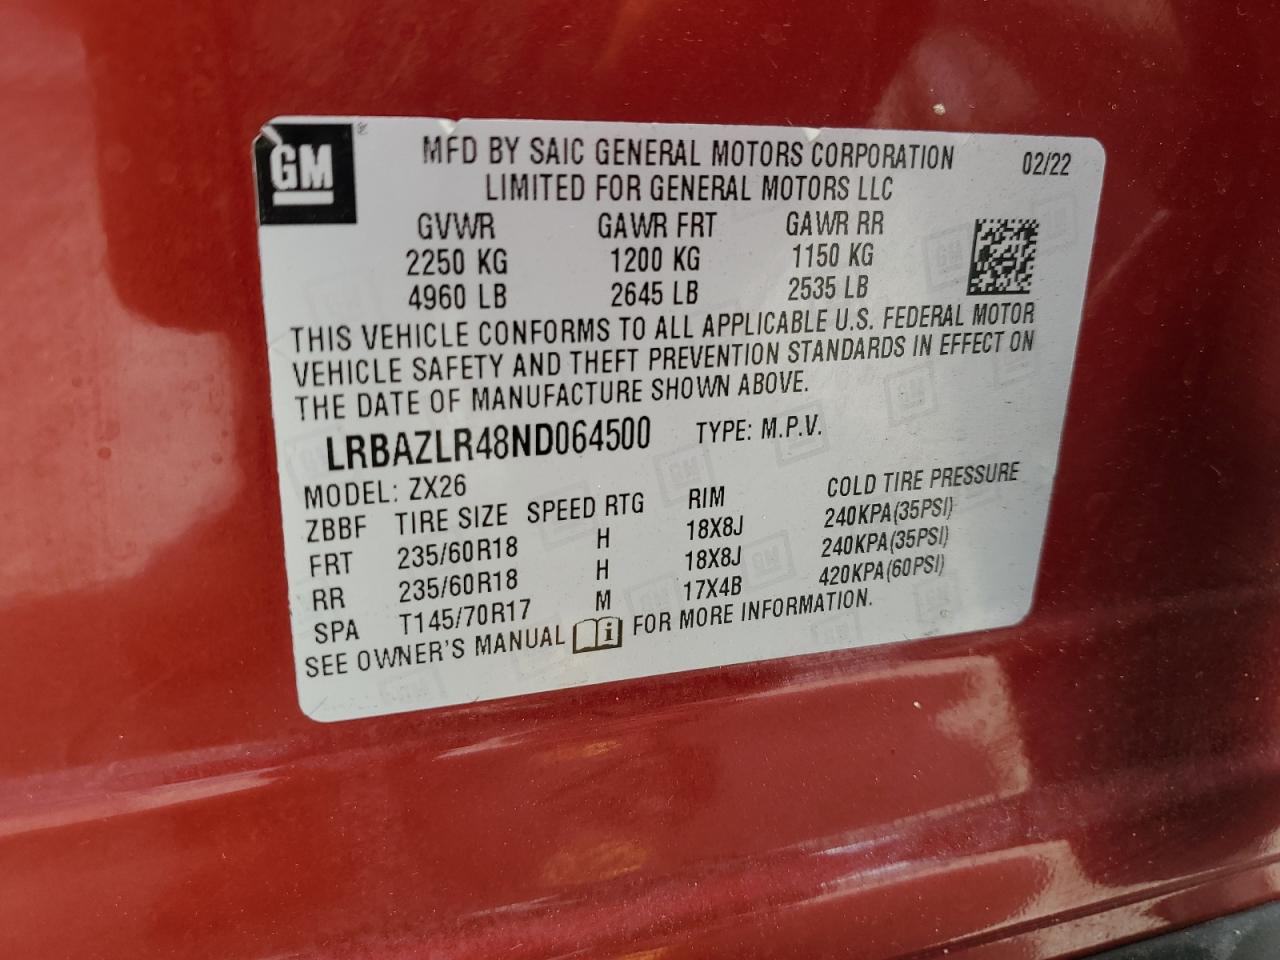 GM ®
MFD BY SAIC GENERAL MOTORS CORPORATION 02/22
LIMITED FOR GENERAL MOTORS LLC
GVWR GAWR FRT GAWR RR
2250 KG 1200 KG 1150 KG
4960 LB 2645 LB 2535 LB
THIS VEHICLE CONFORMS TO ALL APPLICABLE U.S. FEDERAL MOTOR
VEHICLE SAFETY AND THEFT PREVENTION STANDARDS IN EFFECT ON
THE DATE OF MANUFACTURE SHOWN ABOVE.
LRBAZLR48ND064500 TYPE: M.P.V.
MODEL: ZX26
ZBBF TIRE SIZE SPEED RTG RIM COLD TIRE PRESSURE
FRT 235/60R18 H 18X8J 240KPA(35PSI)
RR 235/60R18 H 18X8J 240KPA(35PSI)
SPA T145/70R17 M 17X4B 420KPA(60PSI)
SEE OWNER'S MANUAL i FOR MORE INFORMATION.